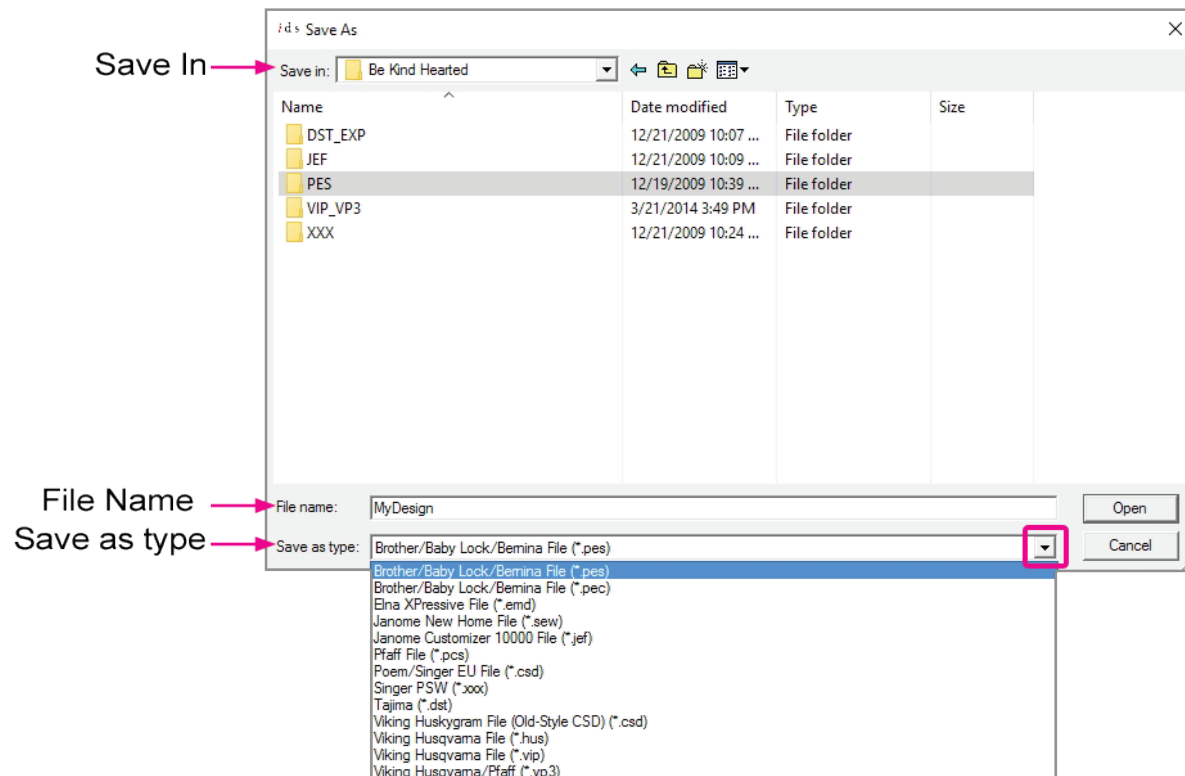 ids Save As
Save In
Save in: Be Kind Hearted
Name Date modified Type Size
DST_EXP 12/21/2009 10:07 ... File folder
JEF 12/21/2009 10:09 ... File folder
PES 12/19/2009 10:39 ... File folder
VIP_VP3 3/21/2014 3:49 PM File folder
XXX 12/21/2009 10:24 ... File folder
File Name
File name: MyDesign Open
Save as type
Save as type: Brother/Baby Lock/Bernina File (*.pes) Cancel
Brother/Baby Lock/Bernina File (*.pes)
Brother/Baby Lock/Bernina File (*.pec)
Elna XPressive File (*.emd)
Janome New Home File (*.sew)
Janome Customizer 10000 File (*.jef)
Pfaff File (*.pcs)
Poem/Singer EU File (*.csd)
Singer PSW (*.xxx)
Tajima (*.dst)
Viking Huskygram File (Old-Style CSD) (*.csd)
Viking Husqvarna File (*.hus)
Viking Husqvarna File (*.vip)
Viking Husqvarna/Pfaff (*.vp3)